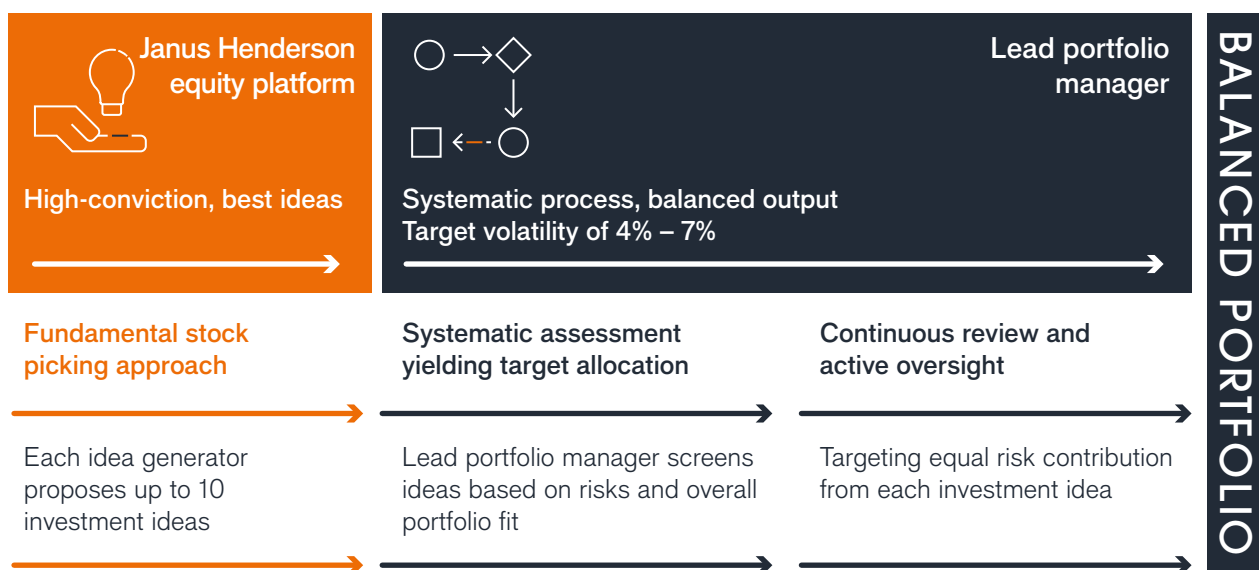 Janus Henderson
equity platform
High-conviction, best ideas
Lead portfolio
manager
Systematic process, balanced output
Target volatility of 4% – 7%
Fundamental stock
picking approach
Systematic assessment
yielding target allocation
Continuous review and
active oversight
Each idea generator
proposes up to 10
investment ideas
Lead portfolio manager screens
ideas based on risks and overall
portfolio fit
Targeting equal risk contribution
from each investment idea
BALANCED PORTFOLIO